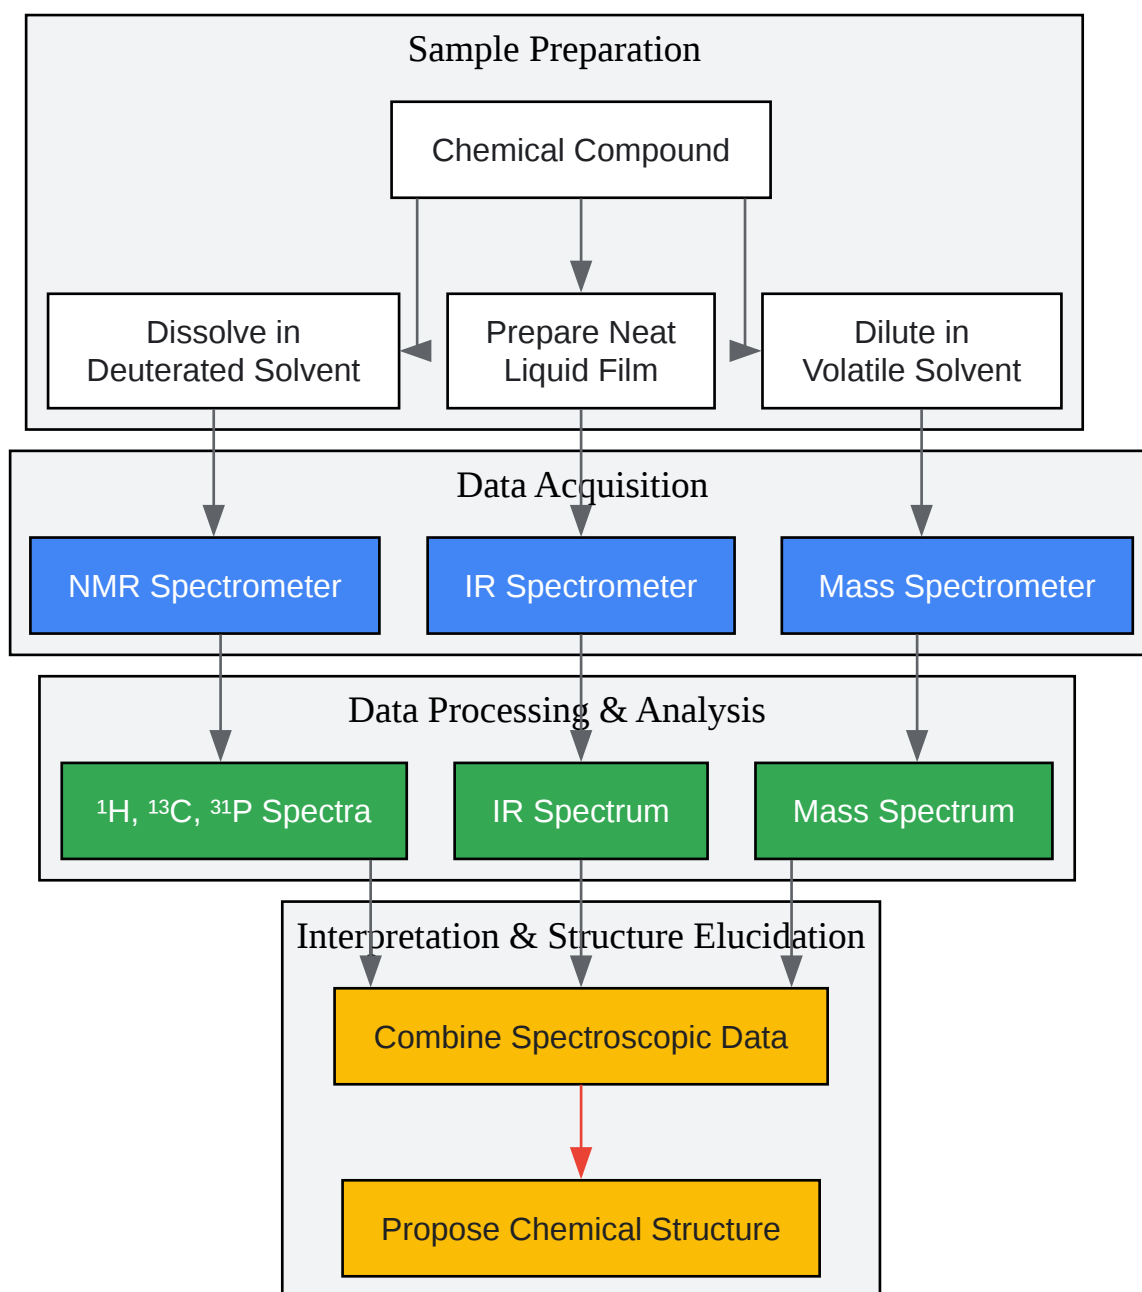 Sample Preparation
Chemical Compound
Dissolve in
Deuterated Solvent
Prepare Neat
Liquid Film
Dilute in
Volatile Solvent
Data Acquisition
NMR Spectrometer
IR Spectrometer
Mass Spectrometer
Data Processing & Analysis
¹H, ¹³C, ³¹P Spectra
IR Spectrum
Mass Spectrum
Interpretation & Structure Elucidation
Combine Spectroscopic Data
Propose Chemical Structure